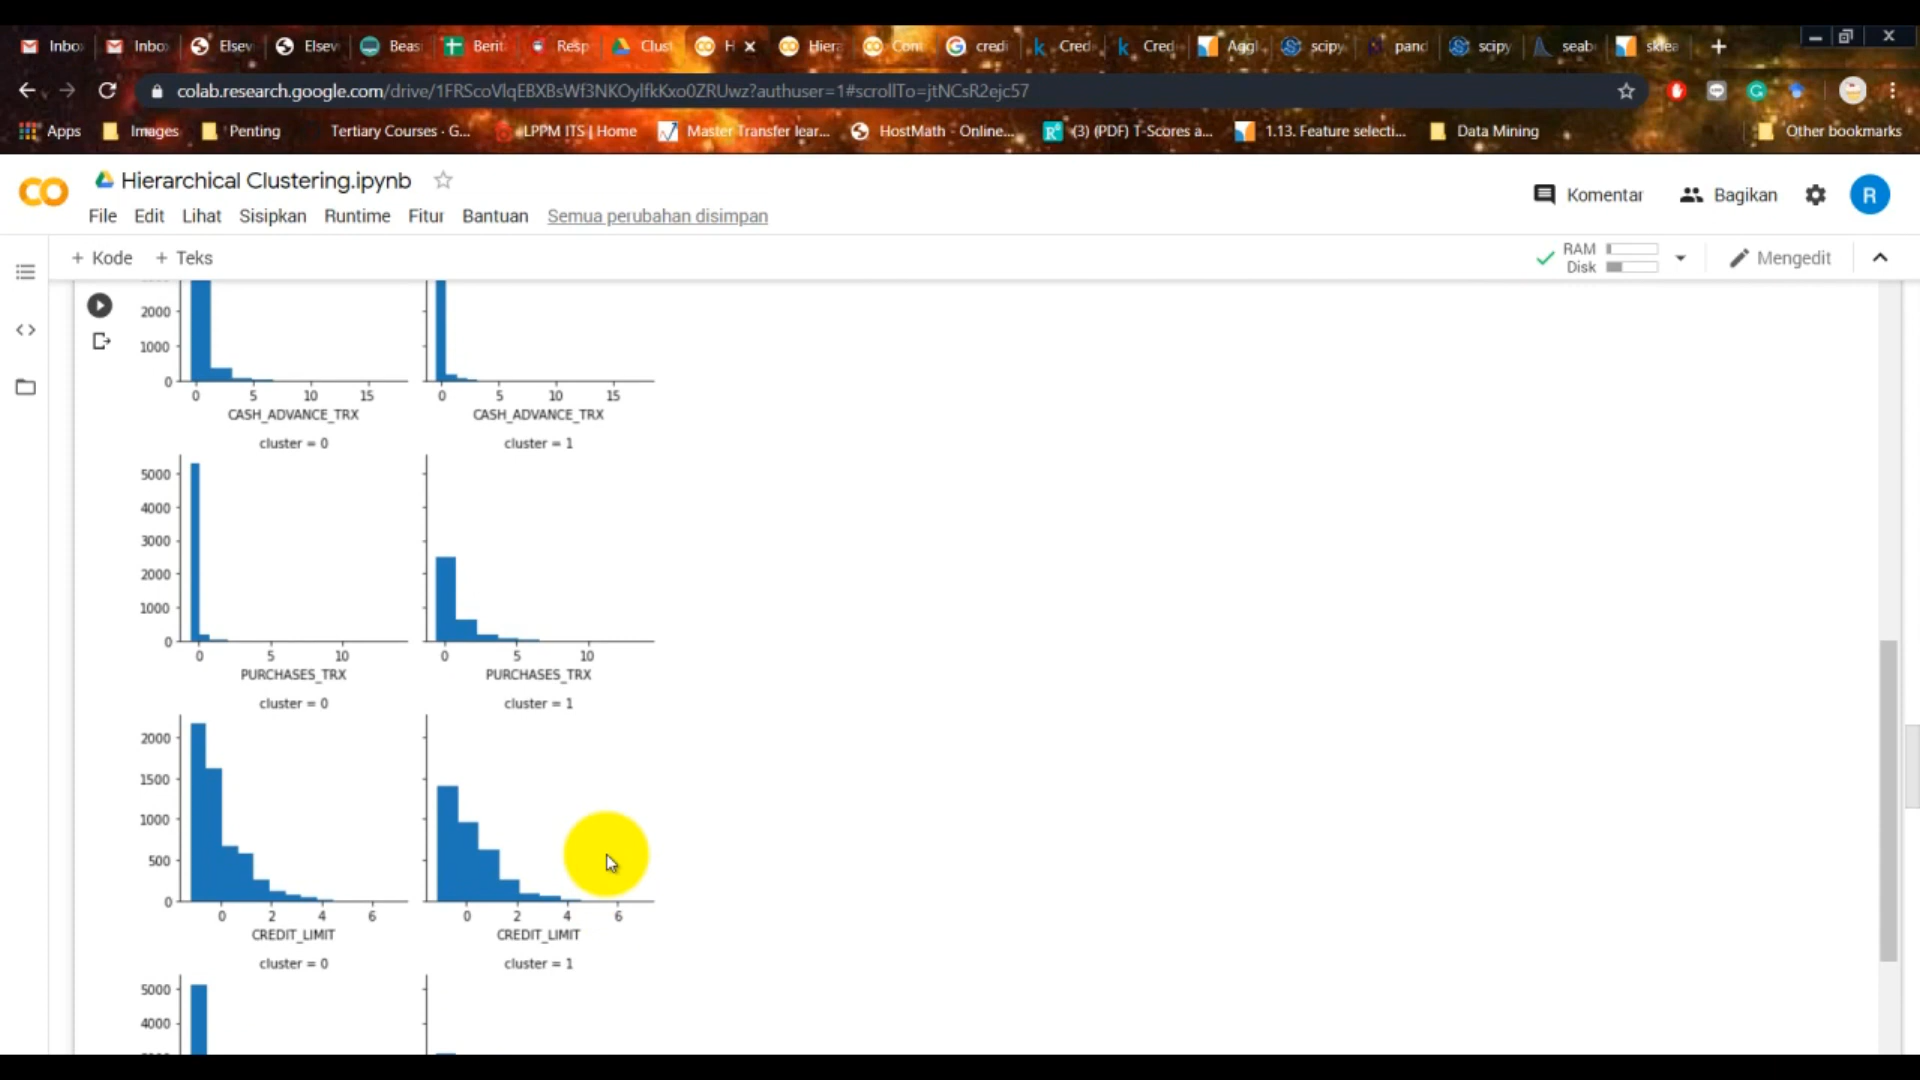 Inbo Inbo Elsev Elsev Beas Berit Resp Clust H Hiera Con credi Cred Cred Aggl scipy pand scipy seab sklea
colab.research.google.com/drive/1FRScoVlqEBXBsWf3NKOylfkKxo0ZRUwz?authuser=1#scrollTo=jtNCsR2ejc57
Apps Images Penting Tertiary Courses · G... LPPM ITS | Home Master Transfer lear... HostMath - Online... (3) (PDF) T-Scores a... 1.13. Feature selecti... Data Mining Other bookmarks
Hierarchical Clustering.ipynb
Komentar Bagikan R
File Edit Lihat Sisipkan Runtime Fitur Bantuan Semua perubahan disimpan
+ Kode + Teks RAM Disk Mengedit
2000
1000
0
0 5 10 15 0 5 10 15
CASH_ADVANCE_TRX CASH_ADVANCE_TRX
cluster = 0 cluster = 1
5000
4000
3000
2000
1000
0
0 5 10 0 5 10
PURCHASES_TRX PURCHASES_TRX
cluster = 0 cluster = 1
2000
1500
1000
500
0
0 2 4 6 0 2 4 6
CREDIT_LIMIT CREDIT_LIMIT
cluster = 0 cluster = 1
5000
4000